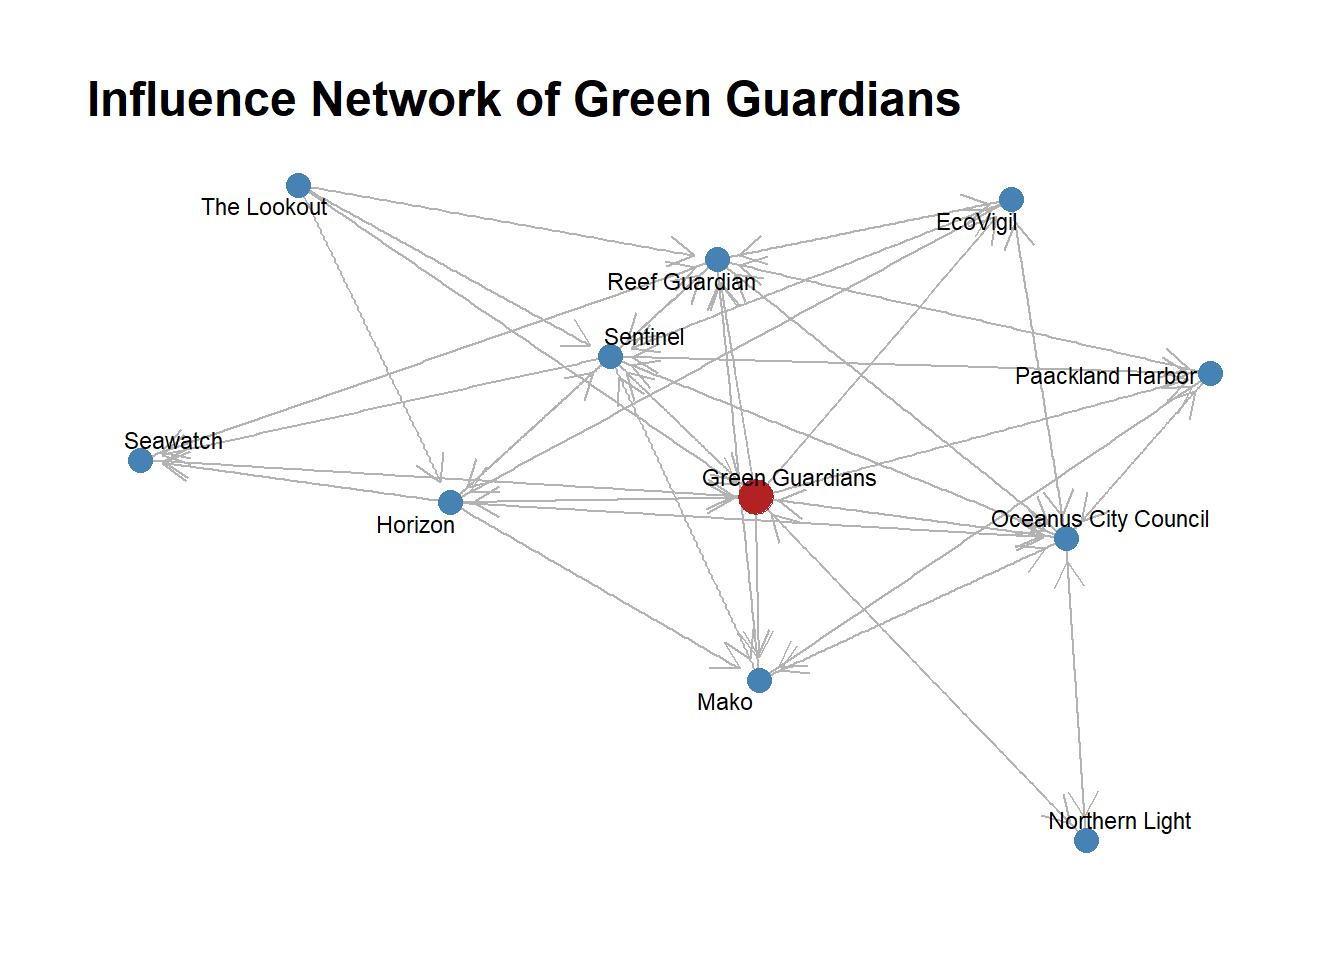 Influence Network of Green Guardians
The Lookout
EcoVigil
Reef Guardian
Sentinel
Paackland Harbor
Seawatch
Green Guardians
Horizon
Oceanus City Council
Mako
Northern Light